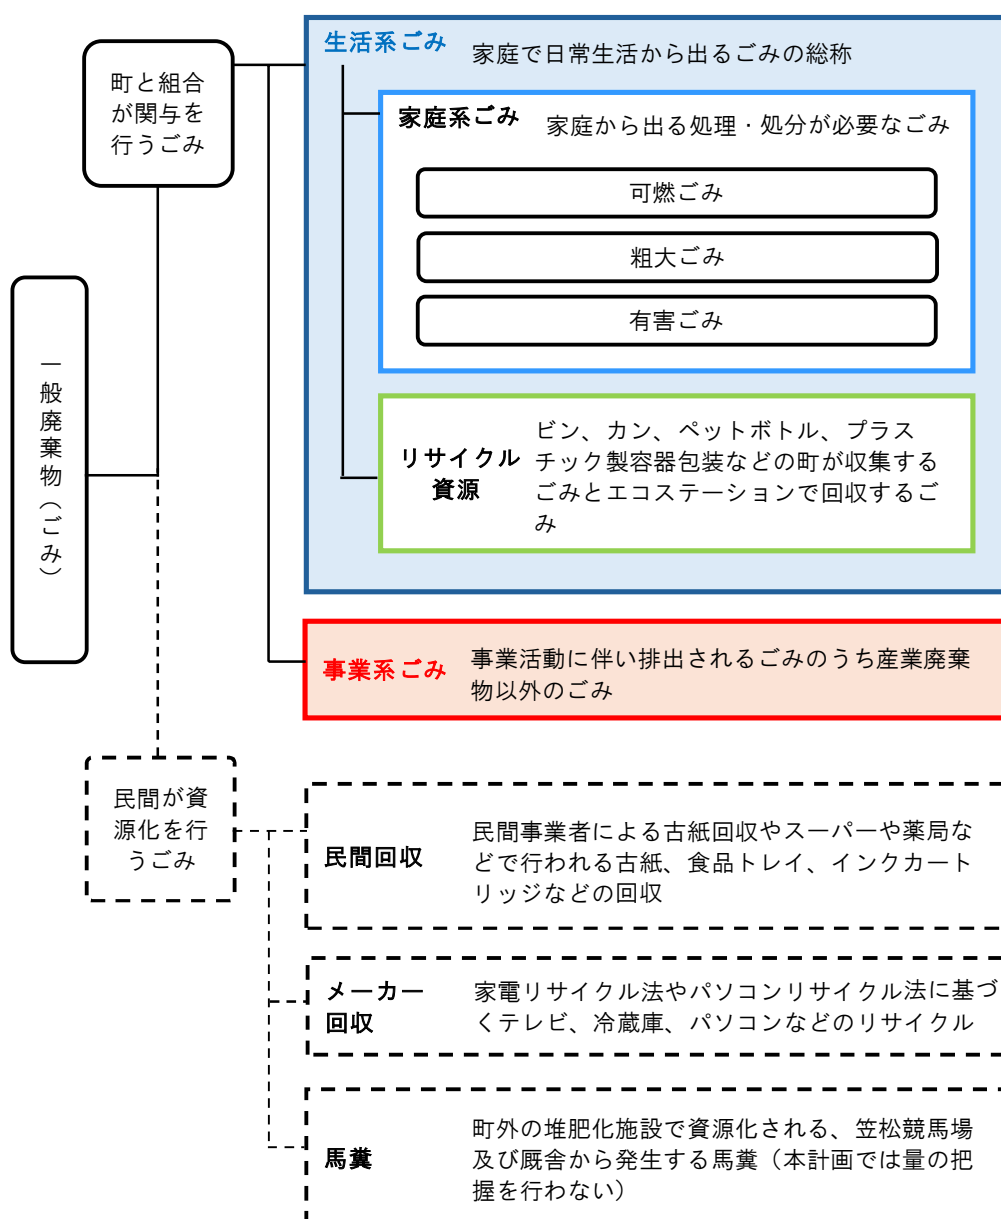 生活系ごみ
家庭で日常生活から出るごみの総称
町と組合
が関与を
行うごみ
家庭系ごみ
家庭から出る処理・処分が必要なごみ
可燃ごみ
粗大ごみ
有害ごみ
一般廃棄物（ごみ）
リサイクル
資源
ビン、カン、ペットボトル、プラス
チック製容器包装などの町が収集する
ごみとエコステーションで回収するご
み
事業系ごみ
事業活動に伴い排出されるごみのうち産業廃棄
物以外のごみ
民間が資
源化を行
うごみ
民間回収
民間事業者による古紙回収やスーパーや薬局な
どで行われる古紙、食品トレイ、インクカート
リッジなどの回収
メーカー
回収
家電リサイクル法やパソコンリサイクル法に基づ
くテレビ、冷蔵庫、パソコンなどのリサイクル
馬糞
町外の堆肥化施設で資源化される、笠松競馬場
及び厩舎から発生する馬糞（本計画では量の把
握を行わない）